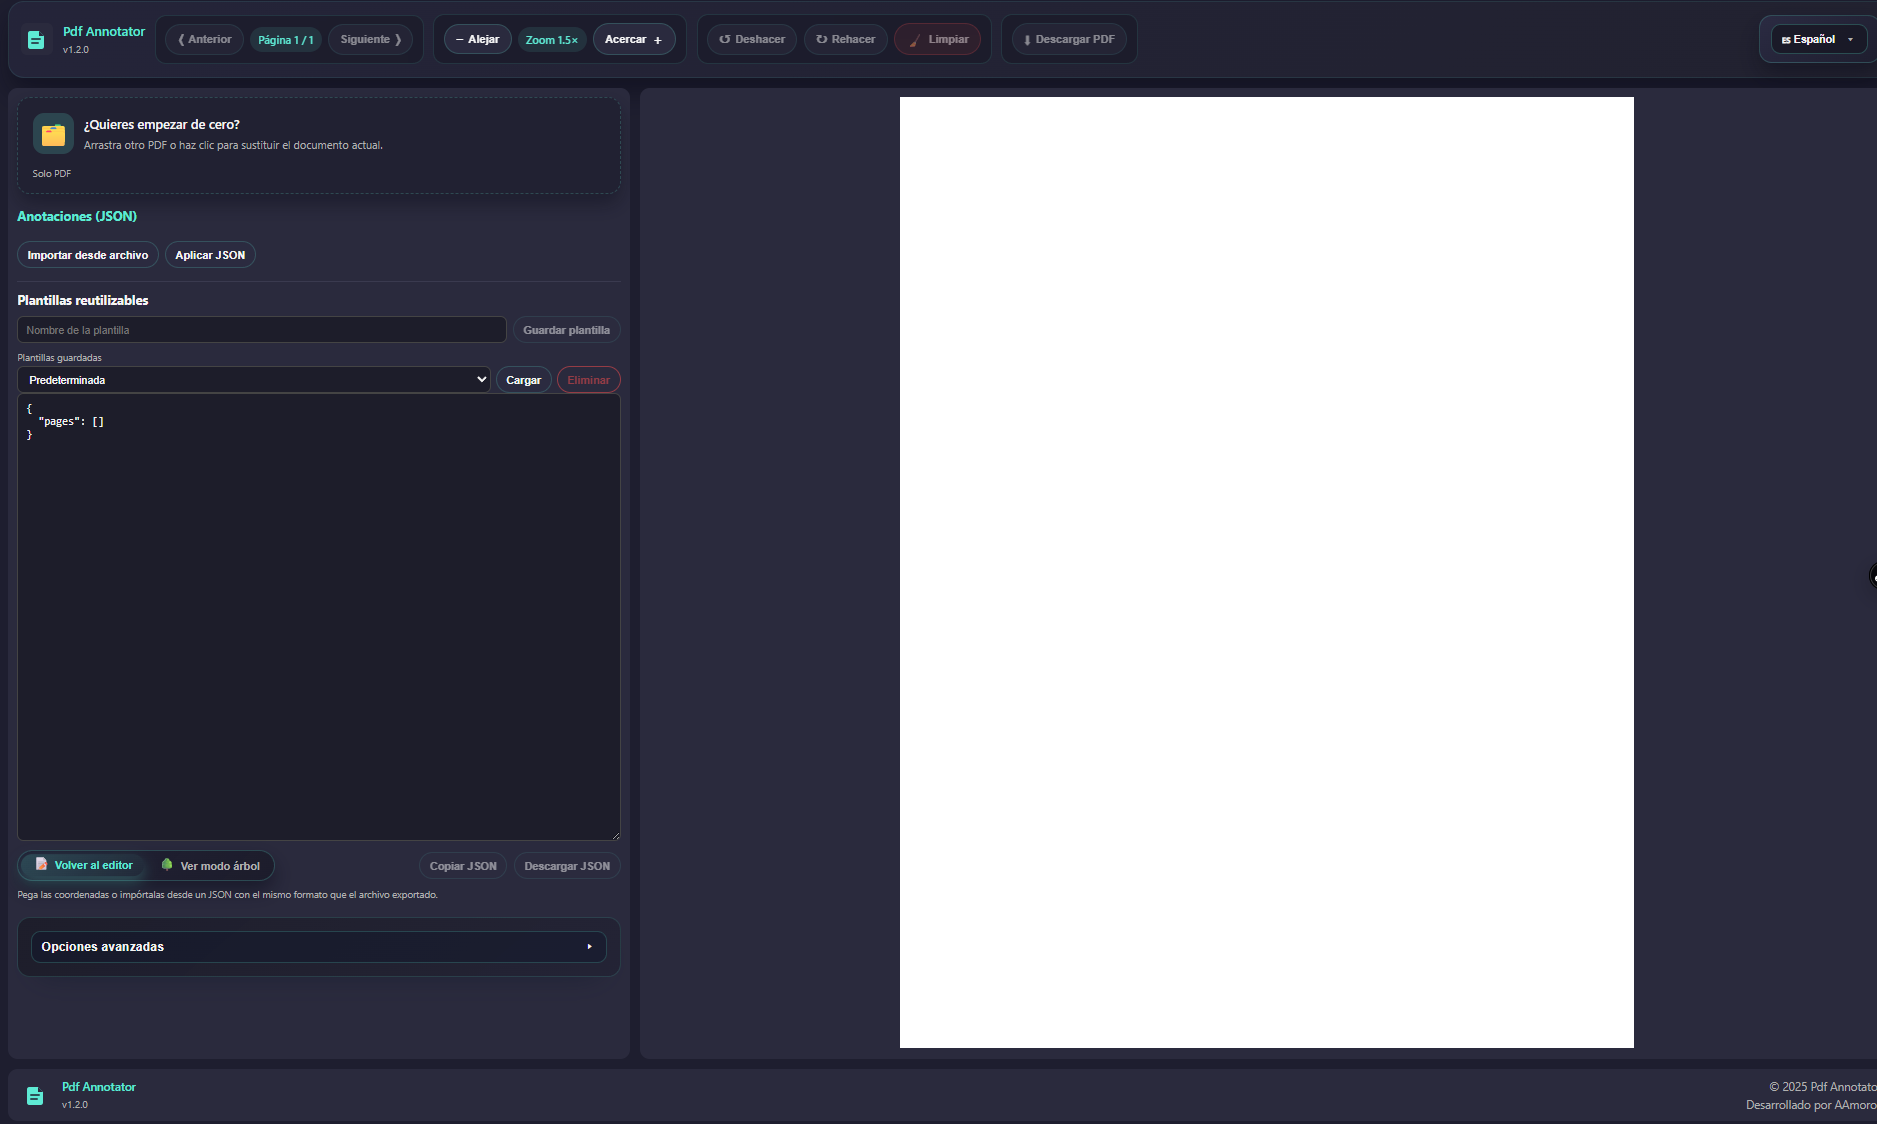 Pdf Annotator
v1.2.0
❬ Anterior
Página 1 / 1
Siguiente ❭
− Alejar
Zoom 1.5×
Acercar +
↺ Deshacer
↻ Rehacer
Limpiar
⬇ Descargar PDF
ES Español
¿Quieres empezar de cero?
Arrastra otro PDF o haz clic para sustituir el documento actual.
Solo PDF
Anotaciones (JSON)
Importar desde archivo
Aplicar JSON
Plantillas reutilizables
Nombre de la plantilla
Guardar plantilla
Plantillas guardadas
Predeterminada
Cargar
Eliminar
{
"pages": []
}
Volver al editor
Ver modo árbol
Copiar JSON
Descargar JSON
Pega las coordenadas o impórtalas desde un JSON con el mismo formato que el archivo exportado.
Opciones avanzadas
Pdf Annotator
v1.2.0
© 2025 Pdf Annotato
Desarrollado por AAmoro